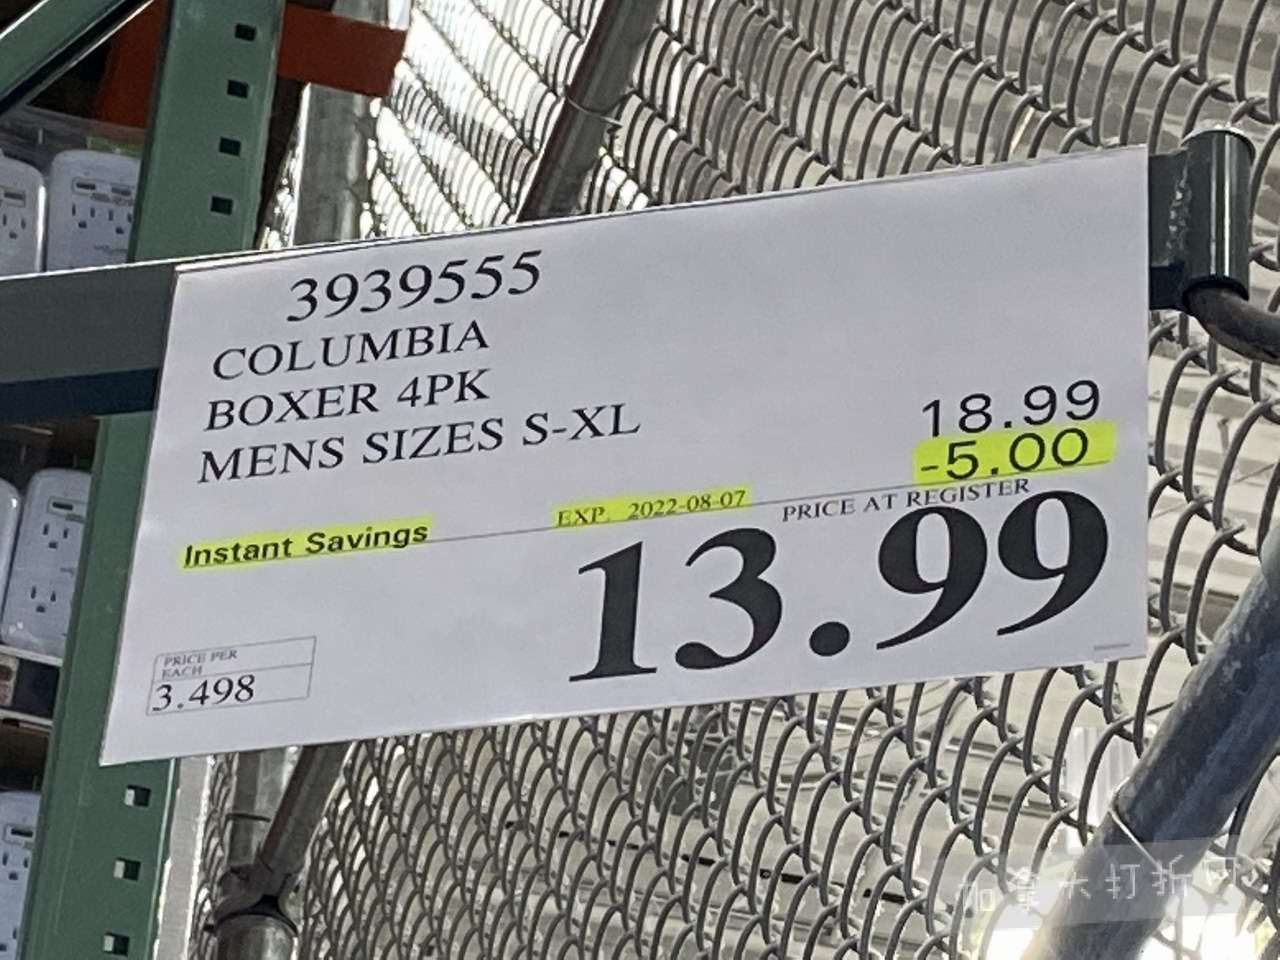 3939555
COLUMBIA
BOXER 4PK
MENS SIZES S-XL
18.99
-5.00
Instant Savings
EXP. 2022-08-07
PRICE AT REGISTER
13.99
PRICE PER
EACH
3.498
加拿大打折网